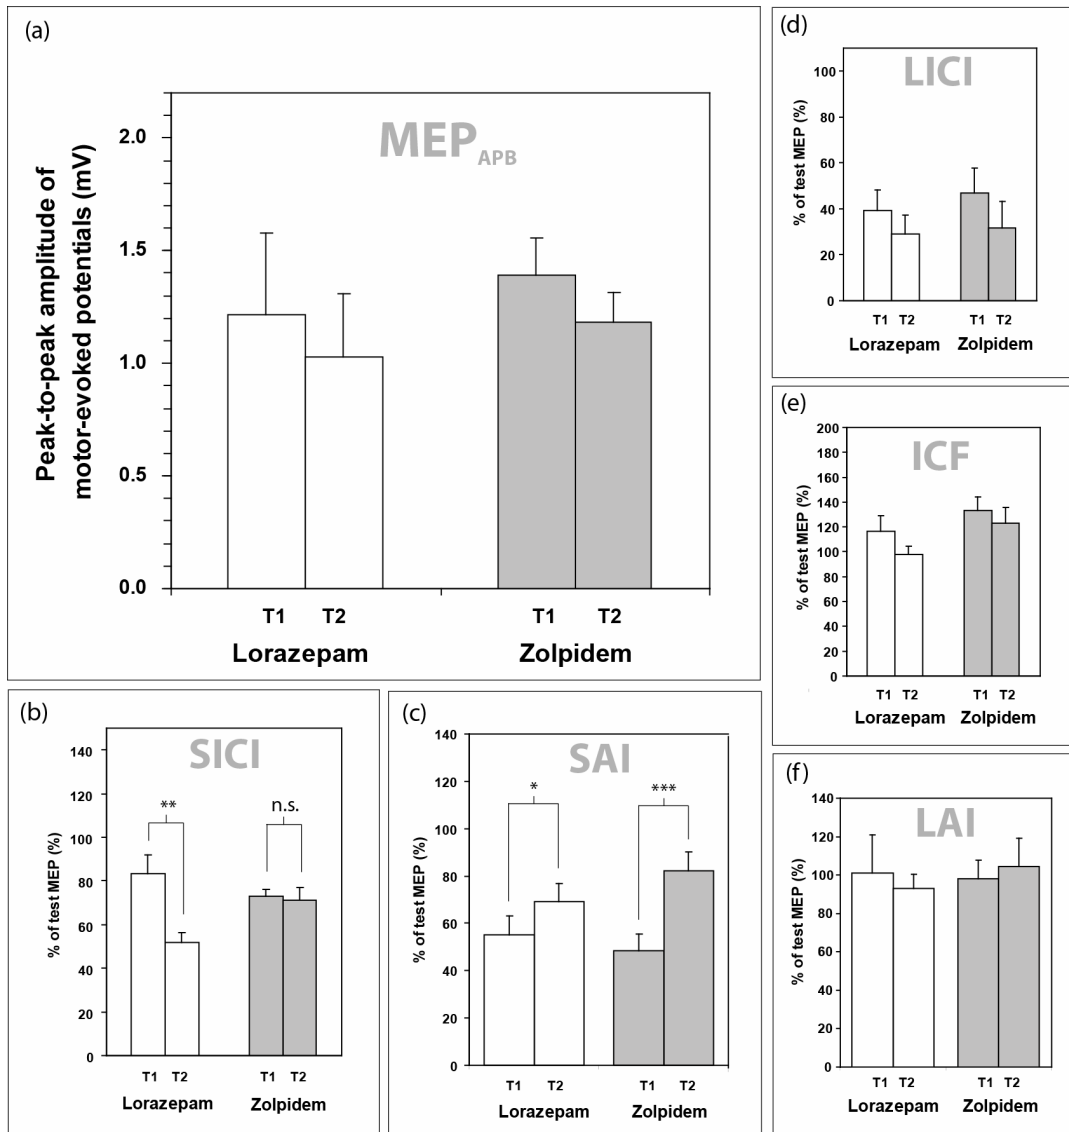 (a)
MEP APB
Peak-to-peak amplitude of
motor-evoked potentials (mV)
2.0
1.5
1.0
0.5
0.0
T1 T2 T1 T2
Lorazepam Zolpidem
(b)
SICI
% of test MEP (%)
140
120
100
80
60
40
20
0
** n.s.
T1 T2 T1 T2
Lorazepam Zolpidem
(c)
SAI
% of test MEP (%)
140
120
100
80
60
40
20
0
* ***
T1 T2 T1 T2
Lorazepam Zolpidem
(d)
LICI
% of test MEP (%)
100
80
60
40
20
0
T1 T2 T1 T2
Lorazepam Zolpidem
(e)
ICF
% of test MEP (%)
200
180
160
140
120
100
80
60
40
20
0
T1 T2 T1 T2
Lorazepam Zolpidem
(f)
LAI
% of test MEP (%)
140
120
100
80
60
40
20
0
T1 T2 T1 T2
Lorazepam Zolpidem